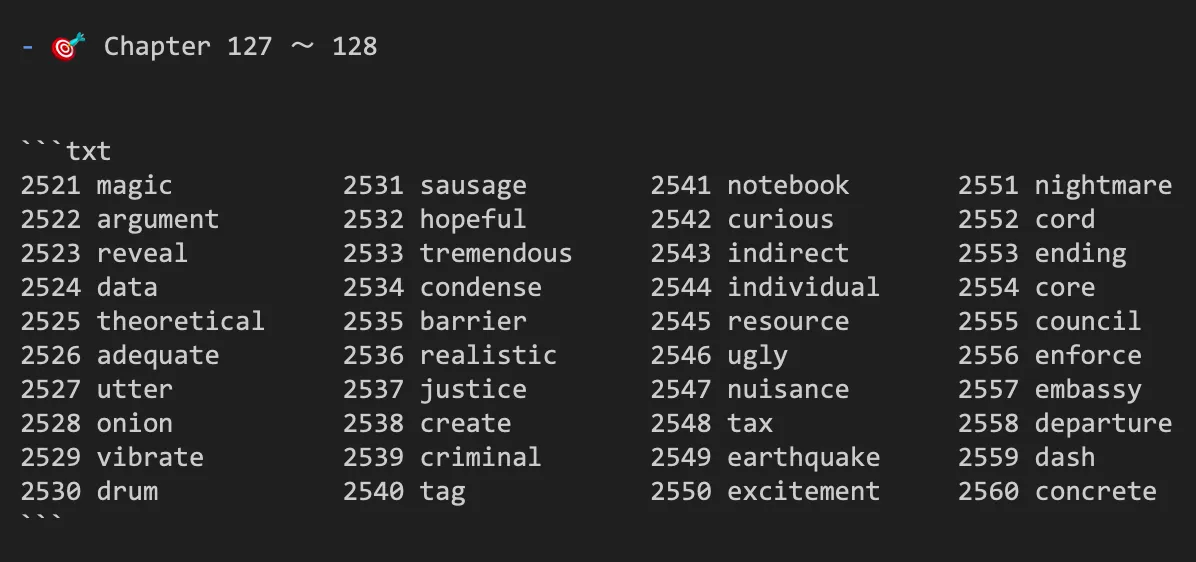 - 🎯 Chapter 127 ～ 128
```txt
2521 magic 2531 sausage 2541 notebook 2551 nightmare
2522 argument 2532 hopeful 2542 curious 2552 cord
2523 reveal 2533 tremendous 2543 indirect 2553 ending
2524 data 2534 condense 2544 individual 2554 core
2525 theoretical 2535 barrier 2545 resource 2555 council
2526 adequate 2536 realistic 2546 ugly 2556 enforce
2527 utter 2537 justice 2547 nuisance 2557 embassy
2528 onion 2538 create 2548 tax 2558 departure
2529 vibrate 2539 criminal 2549 earthquake 2559 dash
2530 drum 2540 tag 2550 excitement 2560 concrete
```